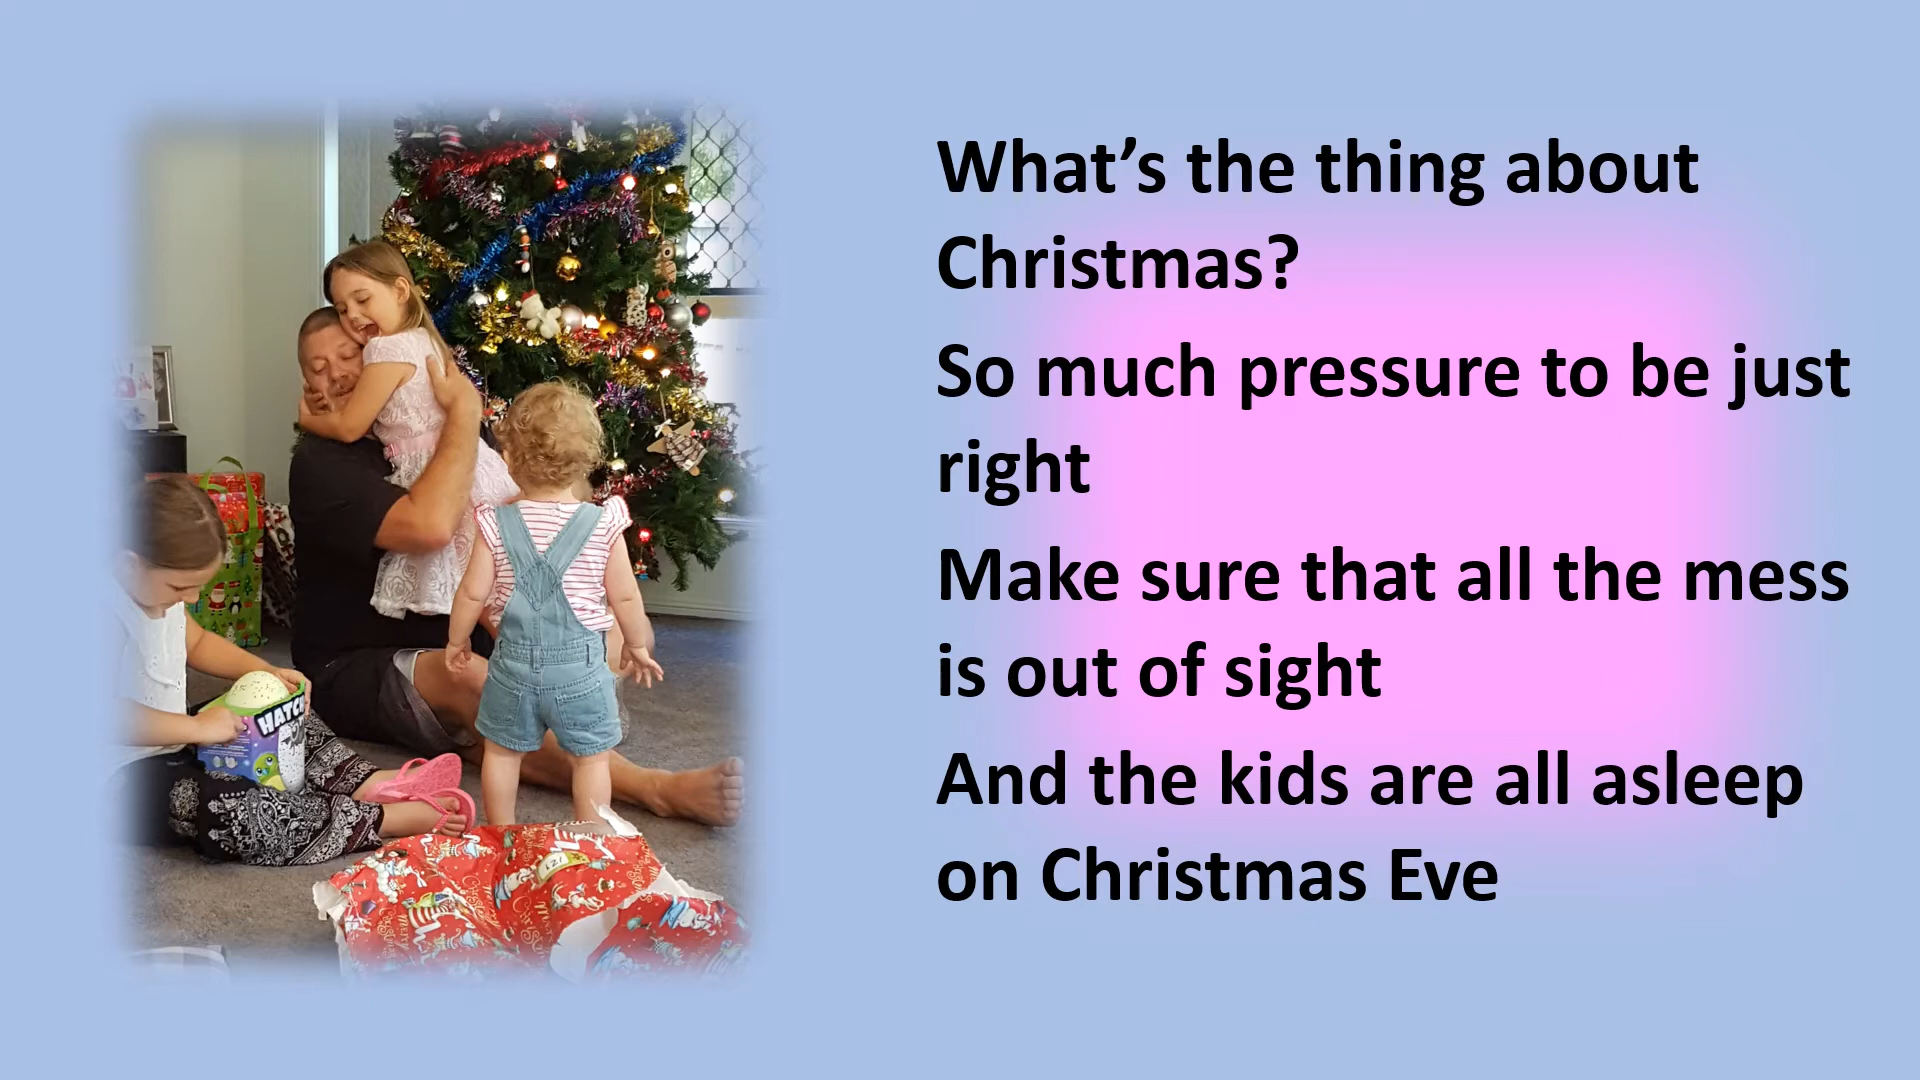 What’s the thing about
Christmas?
So much pressure to be just
right
Make sure that all the mess
is out of sight
And the kids are all asleep
on Christmas Eve
HATC